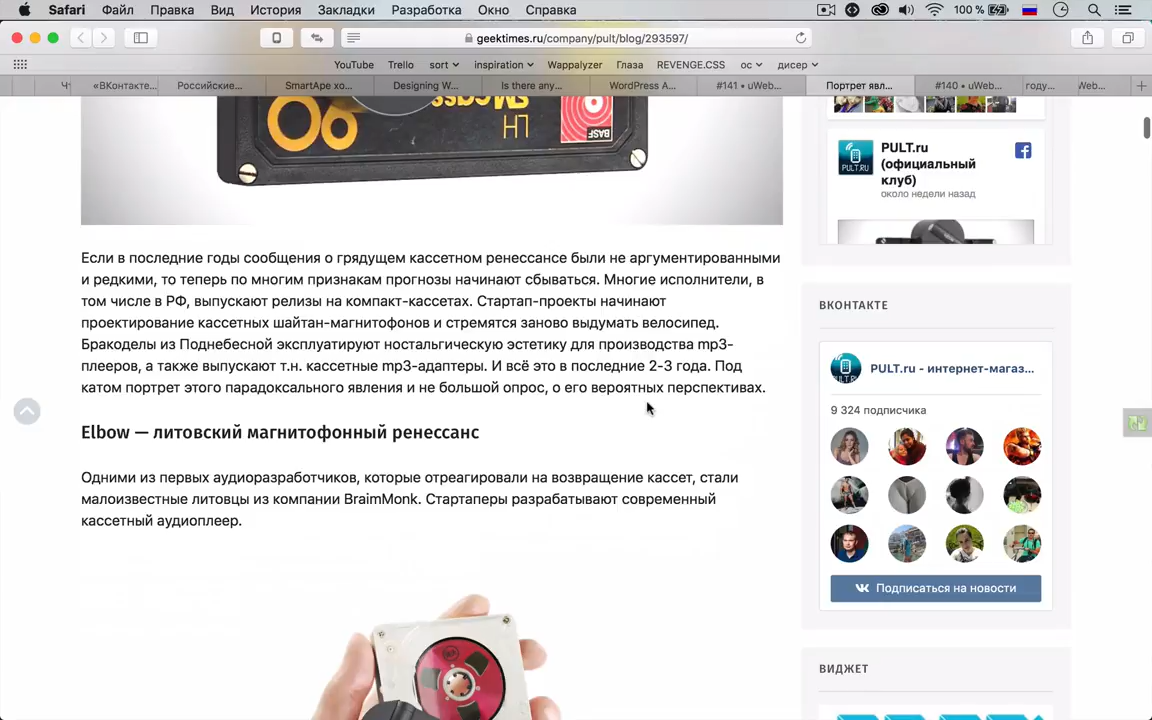 Safari Файл Правка Вид История Закладки Разработка Окно Справка 100 %
geektimes.ru/company/pult/blog/293597/
YouTube Trello sort inspiration Wappalyzer Глаза REVENGE.CSS ос дисер
Чт «ВКонтакте... Российские... SmartApe хо... Designing W... Is there any... WordPress A... #141 • uWeb... Портрет явл... #140 • uWeb... году... Web...
90
LH
BASF
PULT.RU
PULT.ru
(официальный
клуб)
около недели назад
Если в последние годы сообщения о грядущем кассетном ренессансе были не аргументированными
и редкими, то теперь по многим признакам прогнозы начинают сбываться. Многие исполнители, в
том числе в РФ, выпускают релизы на компакт-кассетах. Стартап-проекты начинают
проектирование кассетных шайтан-магнитофонов и стремятся заново выдумать велосипед.
Бракоделы из Поднебесной эксплуатируют ностальгическую эстетику для производства mp3-
плееров, а также выпускают т.н. кассетные mp3-адаптеры. И всё это в последние 2-3 года. Под
катом портрет этого парадоксального явления и не большой опрос, о его вероятных перспективах.
Elbow — литовский магнитофонный ренессанс
Одними из первых аудиоразработчиков, которые отреагировали на возвращение кассет, стали
малоизвестные литовцы из компании BraimMonk. Стартаперы разрабатывают современный
кассетный аудиоплеер.
ВКОНТАКТЕ
PULT.RU
PULT.ru - интернет-магаз...
9 324 подписчика
Подписаться на новости
ВИДЖЕТ